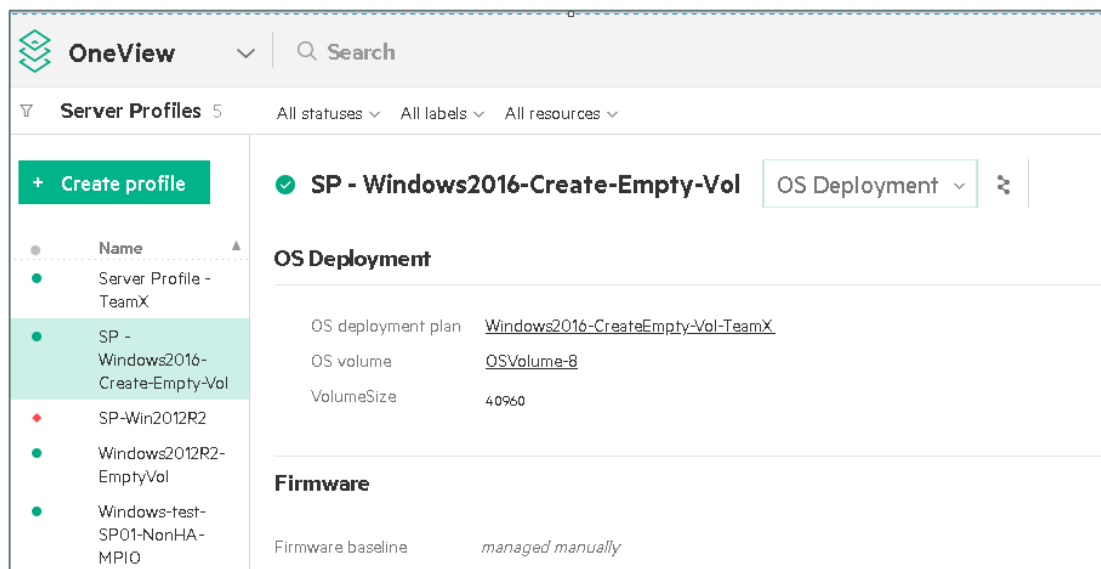 OneView
Search
Server Profiles 5
All statuses
All labels
All resources
+ Create profile
Name
Server Profile -
TeamX
SP -
Windows2016-
Create-Empty-Vol
SP-Win2012R2
Windows2012R2-
EmptyVol
Windows-test-
SP01-NonHA-
MPIO
SP - Windows2016-Create-Empty-Vol
OS Deployment
OS Deployment
OS deployment plan Windows2016-CreateEmpty-Vol-TeamX
OS volume OSVolume-8
VolumeSize 40960
Firmware
Firmware baseline managed manually